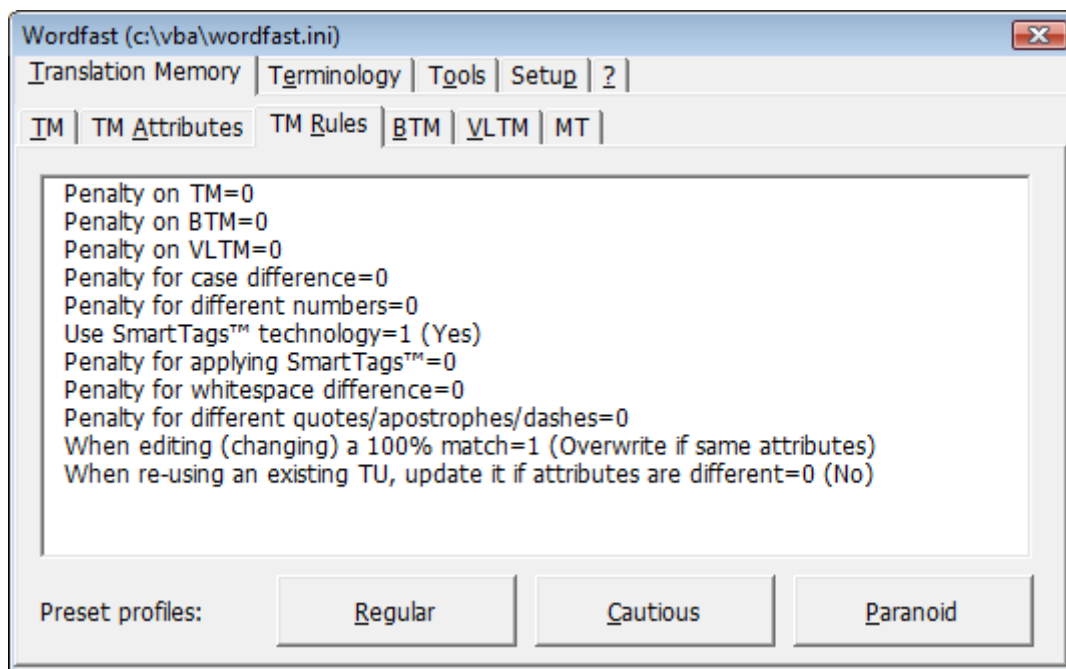 Wordfast (c:\vba\wordfast.ini)
Translation Memory Terminology Tools Setup ?
TM TM Attributes TM Rules BTM VLTM MT
Penalty on TM=0
Penalty on BTM=0
Penalty on VLTM=0
Penalty for case difference=0
Penalty for different numbers=0
Use SmartTags™ technology=1 (Yes)
Penalty for applying SmartTags™=0
Penalty for whitespace difference=0
Penalty for different quotes/apostrophes/dashes=0
When editing (changing) a 100% match=1 (Overwrite if same attributes)
When re-using an existing TU, update it if attributes are different=0 (No)
Preset profiles: Regular Cautious Paranoid